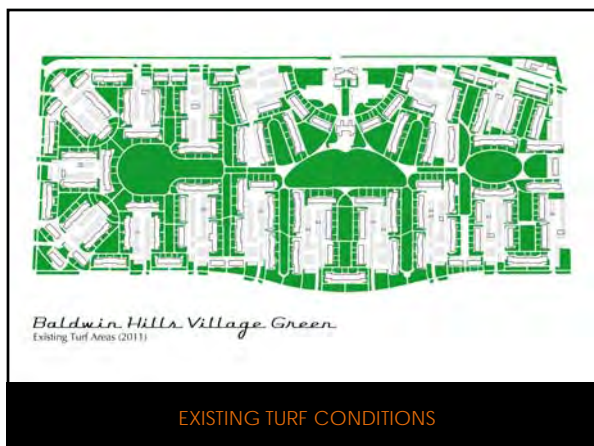 Baldwin Hills Village Green
Existing Turf Areas (2011)
EXISTING TURF CONDITIONS